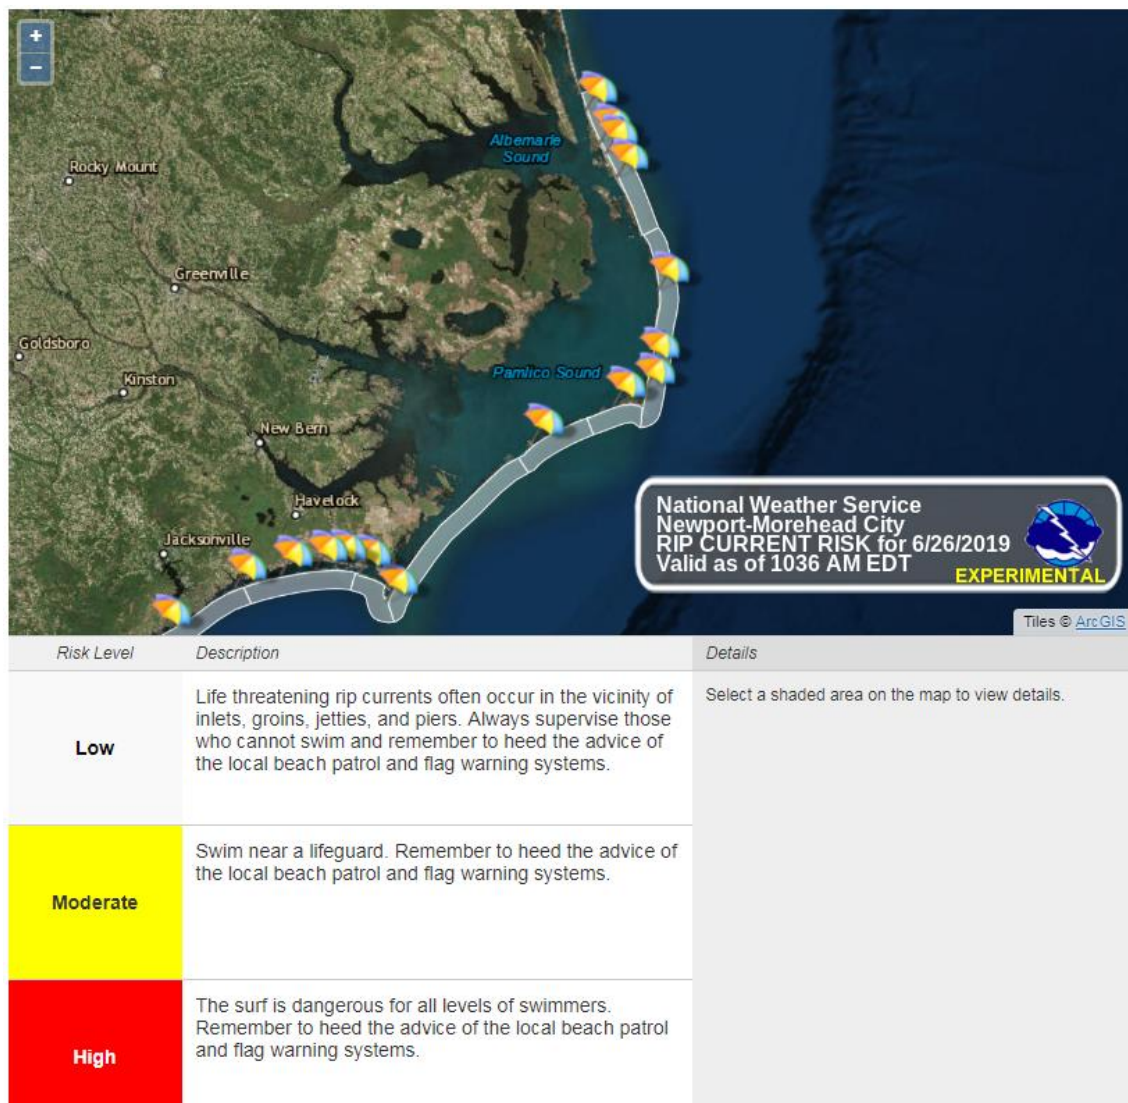 +
−
Albemarle
Sound
Rocky Mount
Greenville
Goldsboro
Pamlico Sound
Kinston
New Bern
Havelock
Jacksonville
National Weather Service
Newport-Morehead City
RIP CURRENT RISK for 6/26/2019
Valid as of 1036 AM EDT
EXPERIMENTAL
Tiles © ArcGIS
Risk Level Description Details
Low
Life threatening rip currents often occur in the vicinity of
inlets, groins, jetties, and piers. Always supervise those
who cannot swim and remember to heed the advice of
the local beach patrol and flag warning systems.
Select a shaded area on the map to view details.
Moderate
Swim near a lifeguard. Remember to heed the advice of
the local beach patrol and flag warning systems.
High
The surf is dangerous for all levels of swimmers.
Remember to heed the advice of the local beach patrol
and flag warning systems.